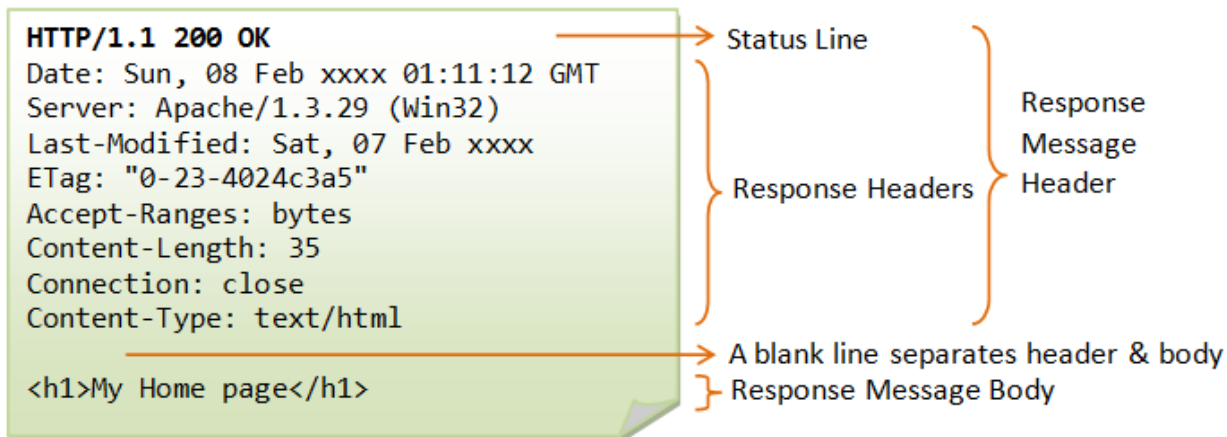 HTTP/1.1 200 OK
Status Line
Date: Sun, 08 Feb xxxx 01:11:12 GMT
Server: Apache/1.3.29 (Win32)
Last-Modified: Sat, 07 Feb xxxx
ETag: "0-23-4024c3a5"
Accept-Ranges: bytes
Content-Length: 35
Connection: close
Content-Type: text/html
Response Headers
Response
Message
Header
A blank line separates header & body
<h1>My Home page</h1>
Response Message Body